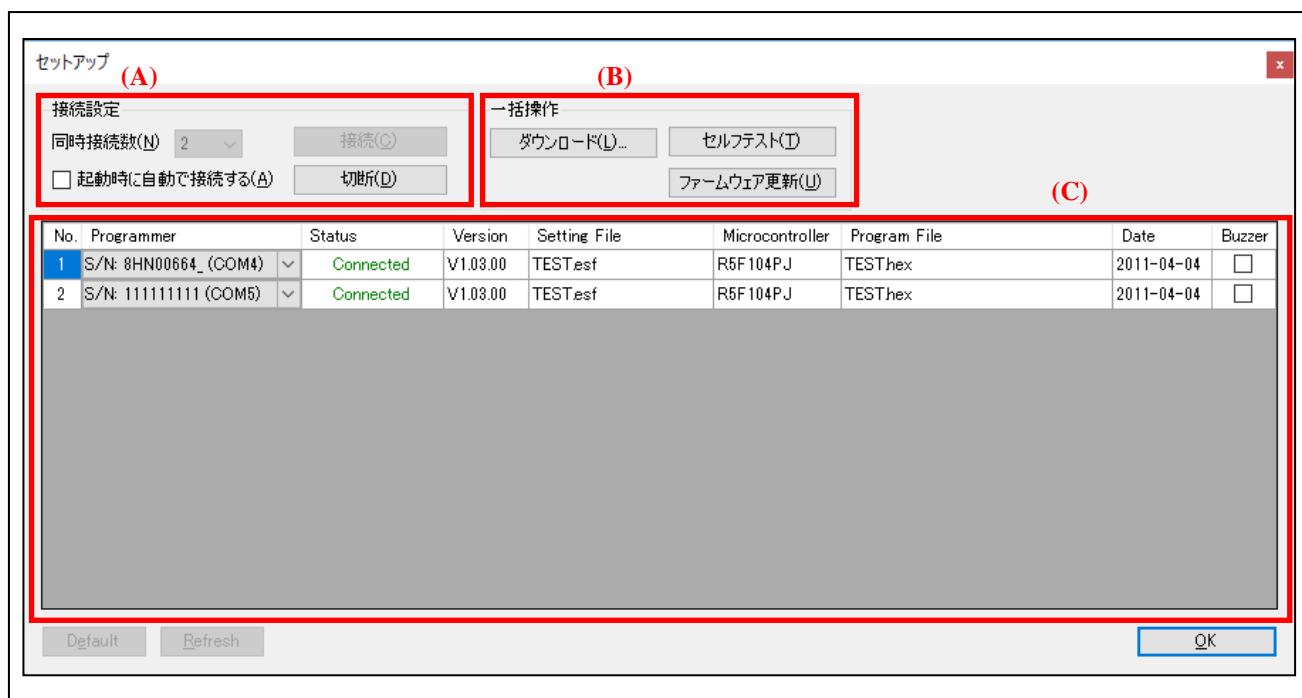 セットアップ
(A)
(B)
接続設定
一括操作
同時接続数(N) 2 接続(C)
ダウンロード(L)... セルフテスト(T)
起動時に自動で接続する(A) 切断(D)
ファームウェア更新(U)
(C)
No. Programmer Status Version Setting File Microcontroller Program File Date Buzzer
1 S/N: 8HN00664_ (COM4) Connected V1.03.00 TEST.esf R5F104PJ TEST.hex 2011-04-04
2 S/N: 111111111 (COM5) Connected V1.03.00 TEST.esf R5F104PJ TEST.hex 2011-04-04
Default Refresh OK